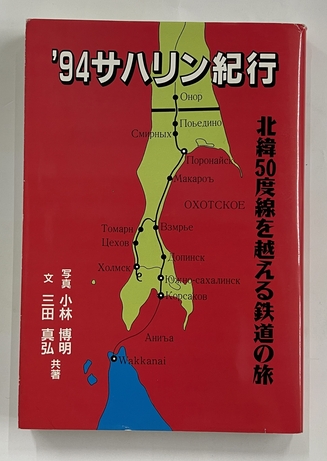 '94サハリン紀行
北緯50度線を越える鉄道の旅
Онор
Победино
Смирных
Поронайск
Макаровъ
ОХОТСКОЕ
Томари
Взмрье
Чехов
Долинск
Холмск
Южно-сахалинск
Корсаков
Анива
Wakkanai
写真 小林 博明
文 三田 真弘
共著